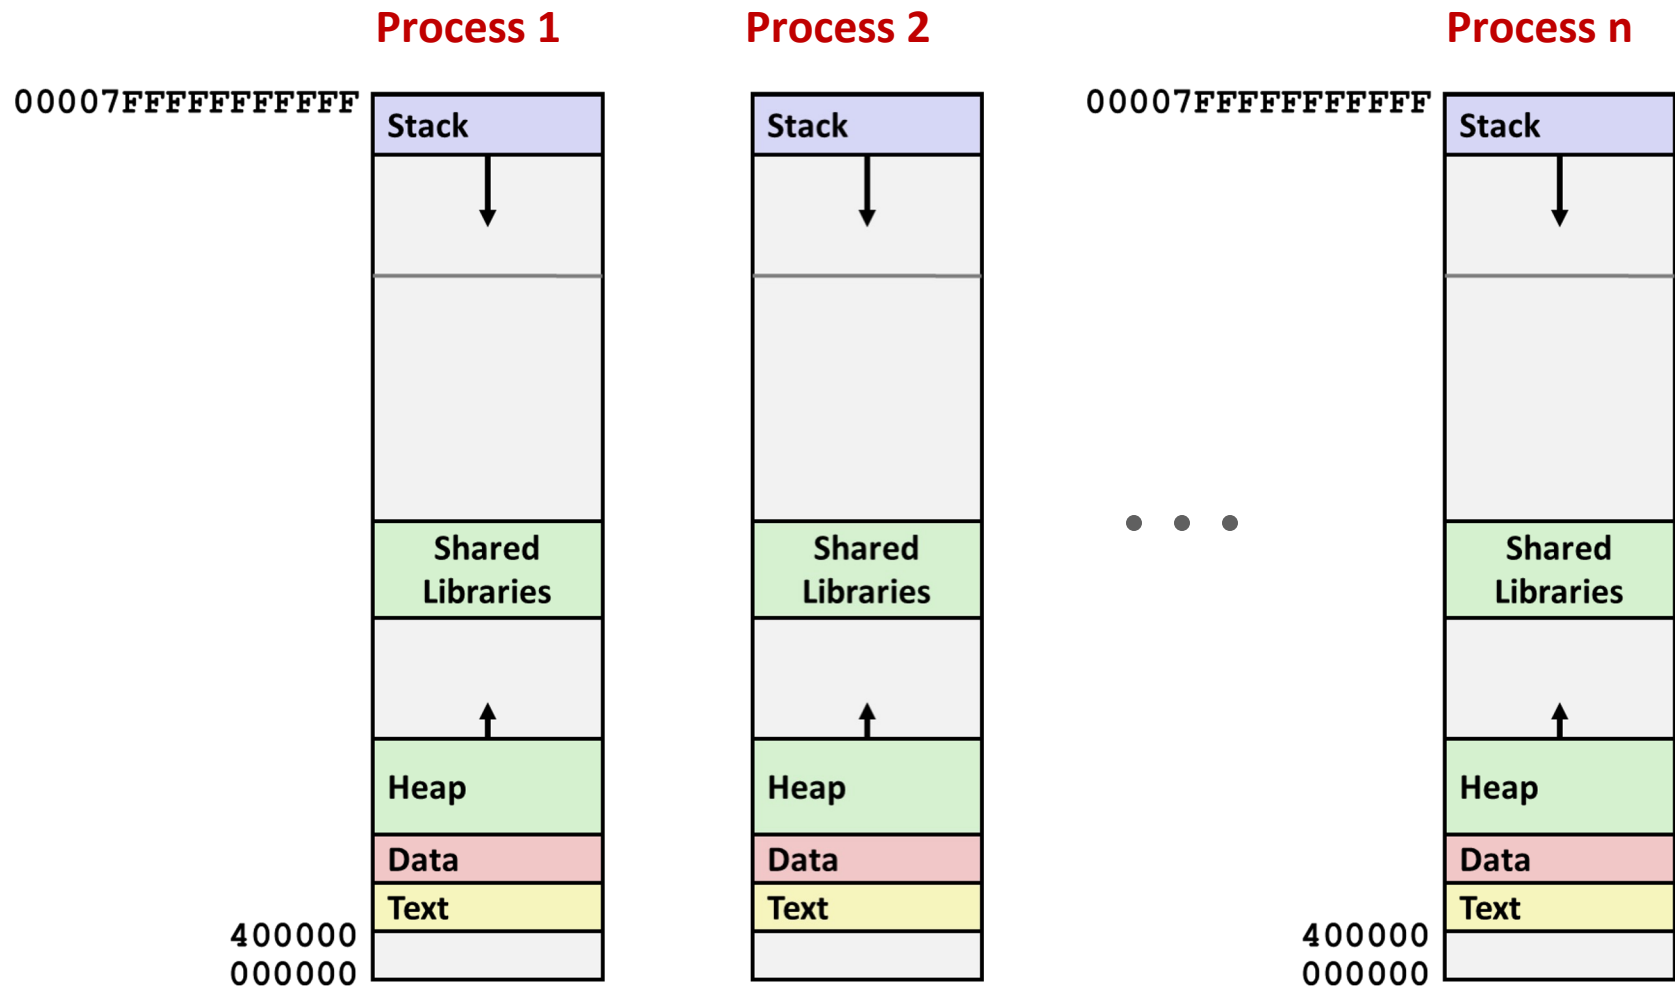 Process 1 Process 2 Process n
00007FFFFFFFFFFF Stack Stack 00007FFFFFFFFFFF Stack
Shared Shared Shared
Libraries Libraries Libraries
Heap Heap Heap
Data Data Data
Text Text Text
400000 400000
000000 000000